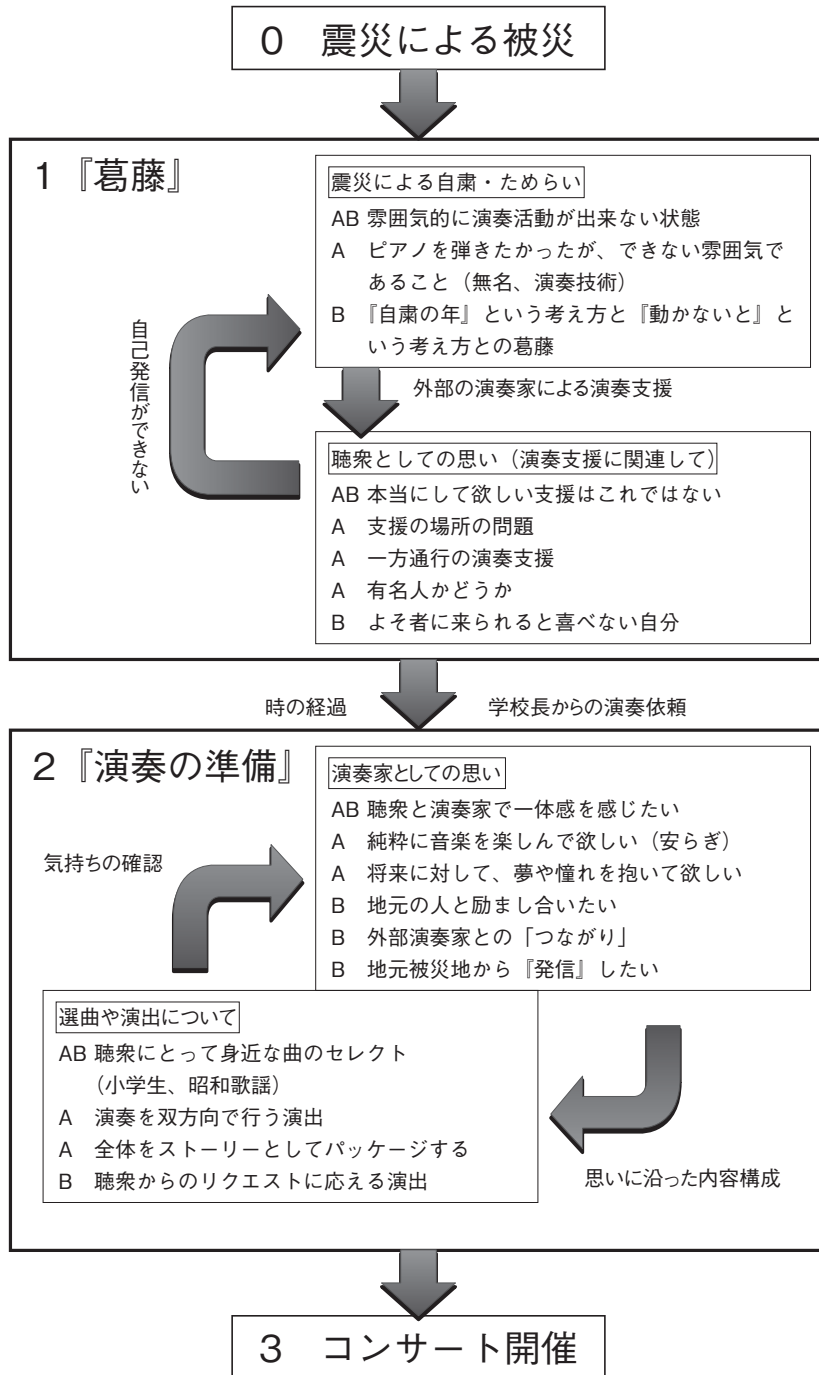 0 震災による被災
1 『葛藤』
震災による自粛・ためらい
AB 雰囲気的に演奏活動が出来ない状態
A ピアノを弾きたかったが、できない雰囲気で
あること（無名、演奏技術）
B 『自粛の年』という考え方と『動かないと』と
いう考え方との葛藤
自己発信ができない
外部の演奏家による演奏支援
聴衆としての思い（演奏支援に関連して）
AB 本当にして欲しい支援はこれではない
A 支援の場所の問題
A 一方通行の演奏支援
A 有名人かどうか
B よそ者に来られると喜べない自分
時の経過
学校長からの演奏依頼
2 『演奏の準備』
演奏家としての思い
AB 聴衆と演奏家で一体感を感じたい
A 純粋に音楽を楽しんで欲しい（安らぎ）
A 将来に対して、夢や憧れを抱いて欲しい
B 地元の人と励まし合いたい
B 外部演奏家との「つながり」
B 地元被災地から『発信』したい
気持ちの確認
選曲や演出について
AB 聴衆にとって身近な曲のセレクト
（小学生、昭和歌謡）
A 演奏を双方向で行う演出
A 全体をストーリーとしてパッケージする
B 聴衆からのリクエストに応える演出
思いに沿った内容構成
3 コンサート開催